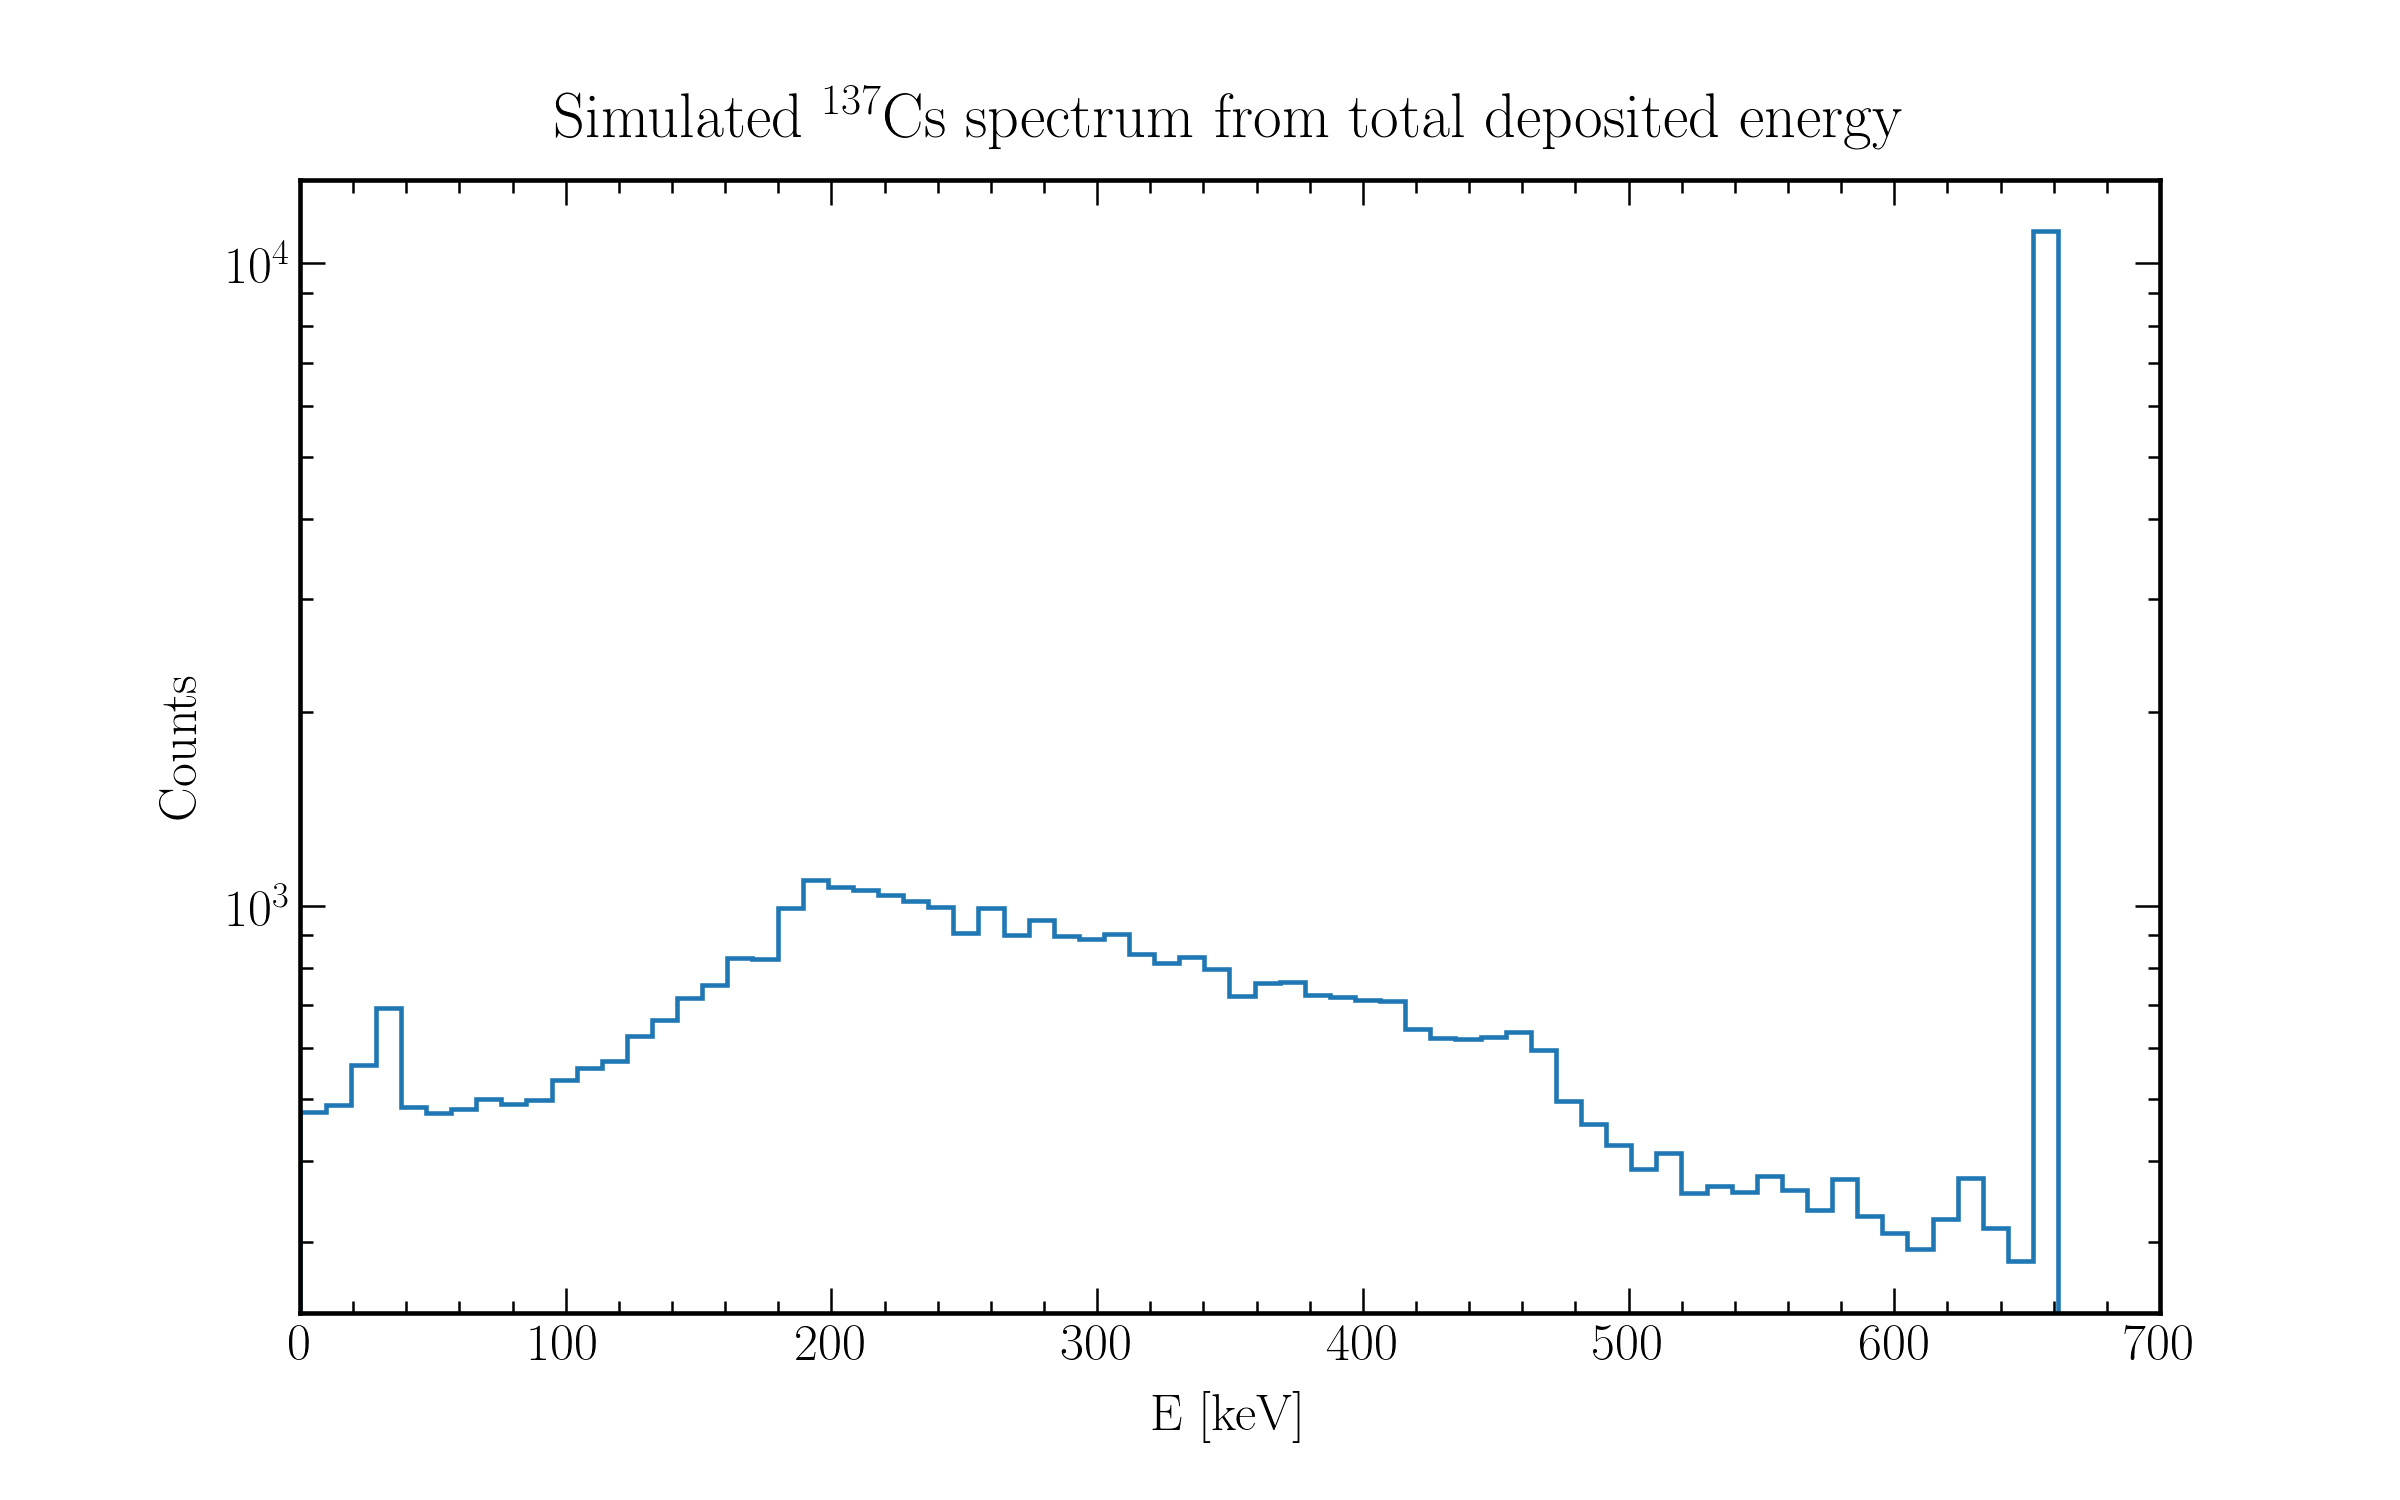 Simulated ¹³⁷Cs spectrum from total deposited energy
10⁴
10³
Counts
0 100 200 300 400 500 600 700
E [keV]